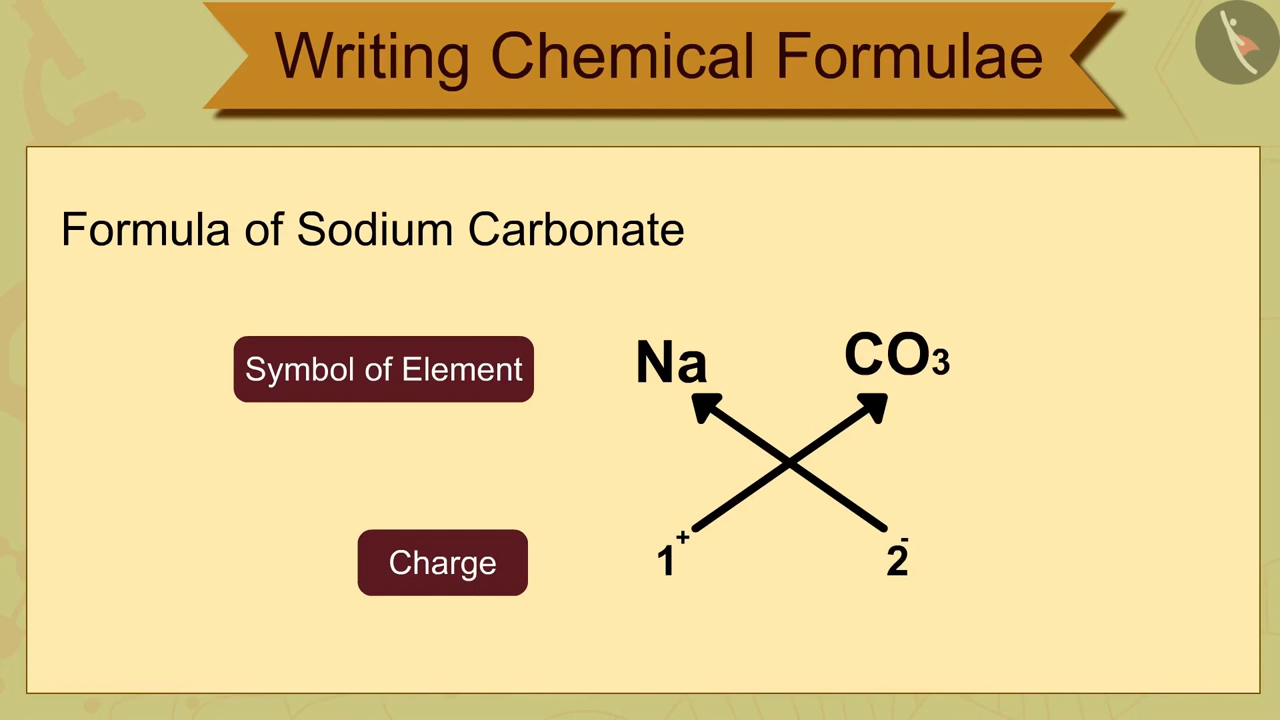 Writing Chemical Formulae
Formula of Sodium Carbonate
Symbol of Element Na CO₃
Charge 1⁺ 2⁻